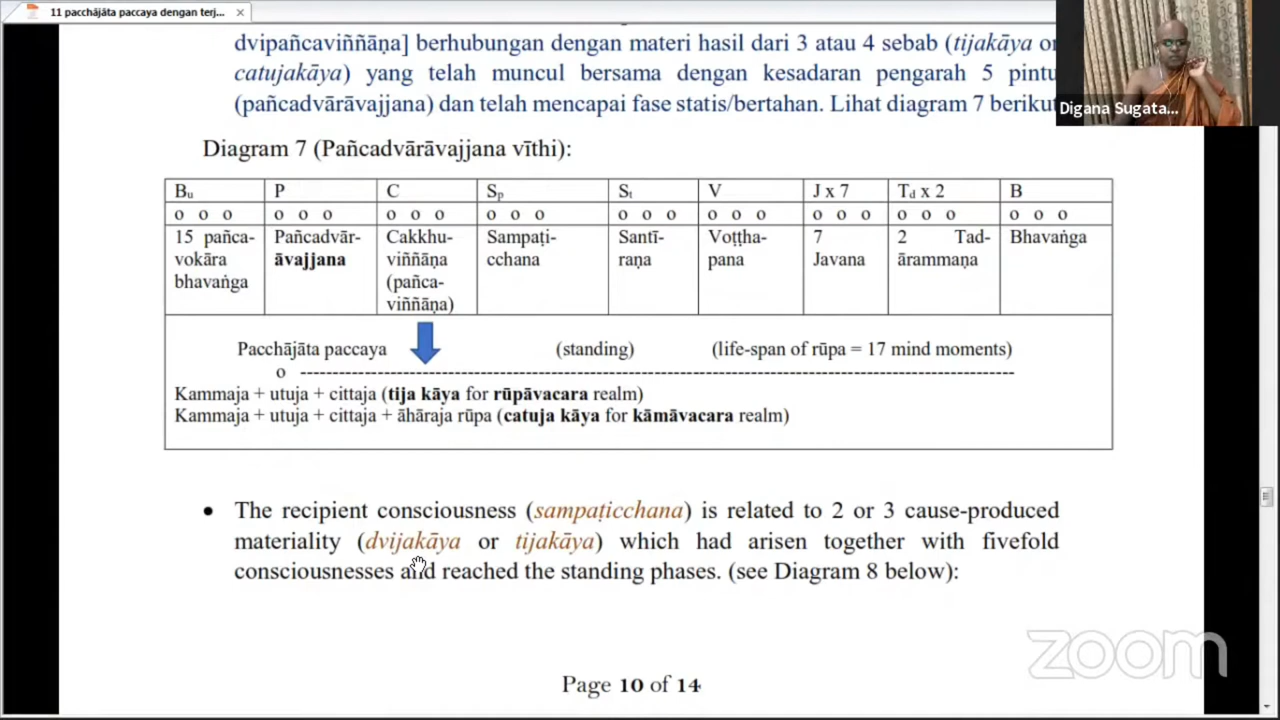 11 pacchājāta paccaya dengan terj...
dvipañcaviññāṇa] berhubungan dengan materi hasil dari 3 atau 4 sebab (tijakāya or
catujakāya) yang telah muncul bersama dengan kesadaran pengarah 5 pintu
(pañcadvārāvajjana) dan telah mencapai fase statis/bertahan. Lihat diagram 7 berikut
Digana Sugata...
Diagram 7 (Pañcadvārāvajjana vīthi):
Bu P C Sp St V J x 7 Td x 2 B
o o o o o o o o o o o o o o o o o o o o o o o o o o o
15 pañca- Pañcadvār- Cakkhu- Sampaṭi- Santī- Voṭṭha- 7 2 Tad- Bhavaṅga
vokāra āvajjana viññāṇa cchana raṇa pana Javana ārammaṇa
bhavaṅga (pañca-
viññāṇa)
Pacchājāta paccaya (standing) (life-span of rūpa = 17 mind moments)
o ----------------------------------------------------------------
Kammaja + utuja + cittaja (tija kāya for rūpāvacara realm)
Kammaja + utuja + cittaja + āhāraja rūpa (catuja kāya for kāmāvacara realm)
• The recipient consciousness (sampaṭicchana) is related to 2 or 3 cause-produced
materiality (dvijakāya or tijakāya) which had arisen together with fivefold
consciousnesses and reached the standing phases. (see Diagram 8 below):
zoom
Page 10 of 14